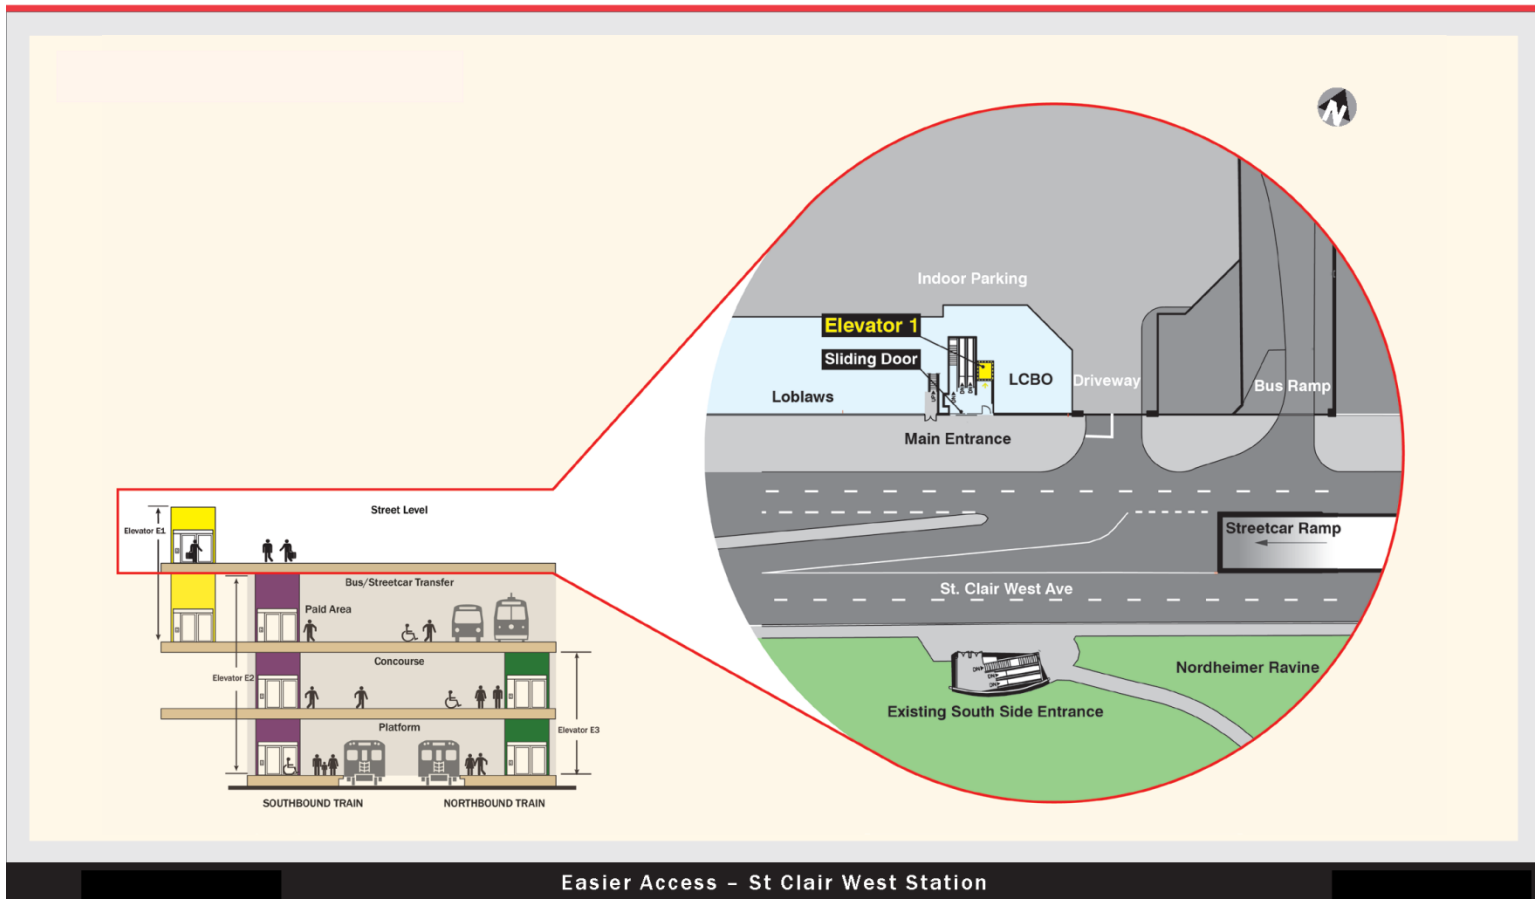 N
Indoor Parking
Elevator 1
Sliding Door
LCBO
Driveway
Bus Ramp
Loblaws
Main Entrance
Streetcar Ramp
St. Clair West Ave
Nordheimer Ravine
Existing South Side Entrance
Street Level
Elevator E1
Bus/Streetcar Transfer
Paid Area
Concourse
Elevator E2
Platform
Elevator E3
SOUTHBOUND TRAIN
NORTHBOUND TRAIN
Easier Access – St Clair West Station